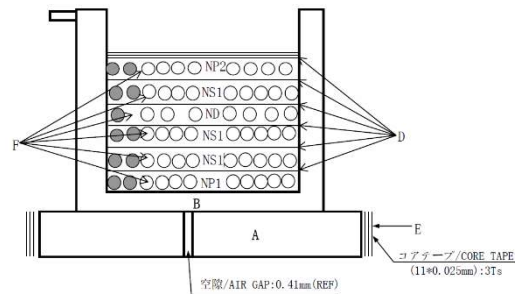 NP2
NS1
ND
NS1
NS1
NP1
F
D
B
A
E
コアテープ/CORE TAPE
(11*0.025mm):3Ts
空隙/AIR GAP:0.41mm(REF)